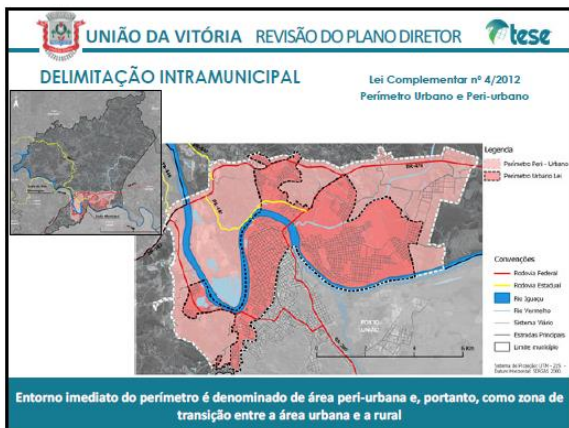 UNIÃO DA VITÓRIA REVISÃO DO PLANO DIRETOR
tese
DELIMITAÇÃO INTRAMUNICIPAL
Lei Complementar nº 4/2012
Perímetro Urbano e Peri-urbano
Legenda
Perímetro Peri - Urbano
Perímetro Urbano Lei
Convenções
Rodovia Federal
Rodovia Estadual
Rio Iguaçu
Rio Vermelho
Sistema Viário
Estradas Principais
Limite município
PORTO
UNIÃO
Entorno imediato do perímetro é denominado de área peri-urbana e, portanto, como zona de
transição entre a área urbana e a rural